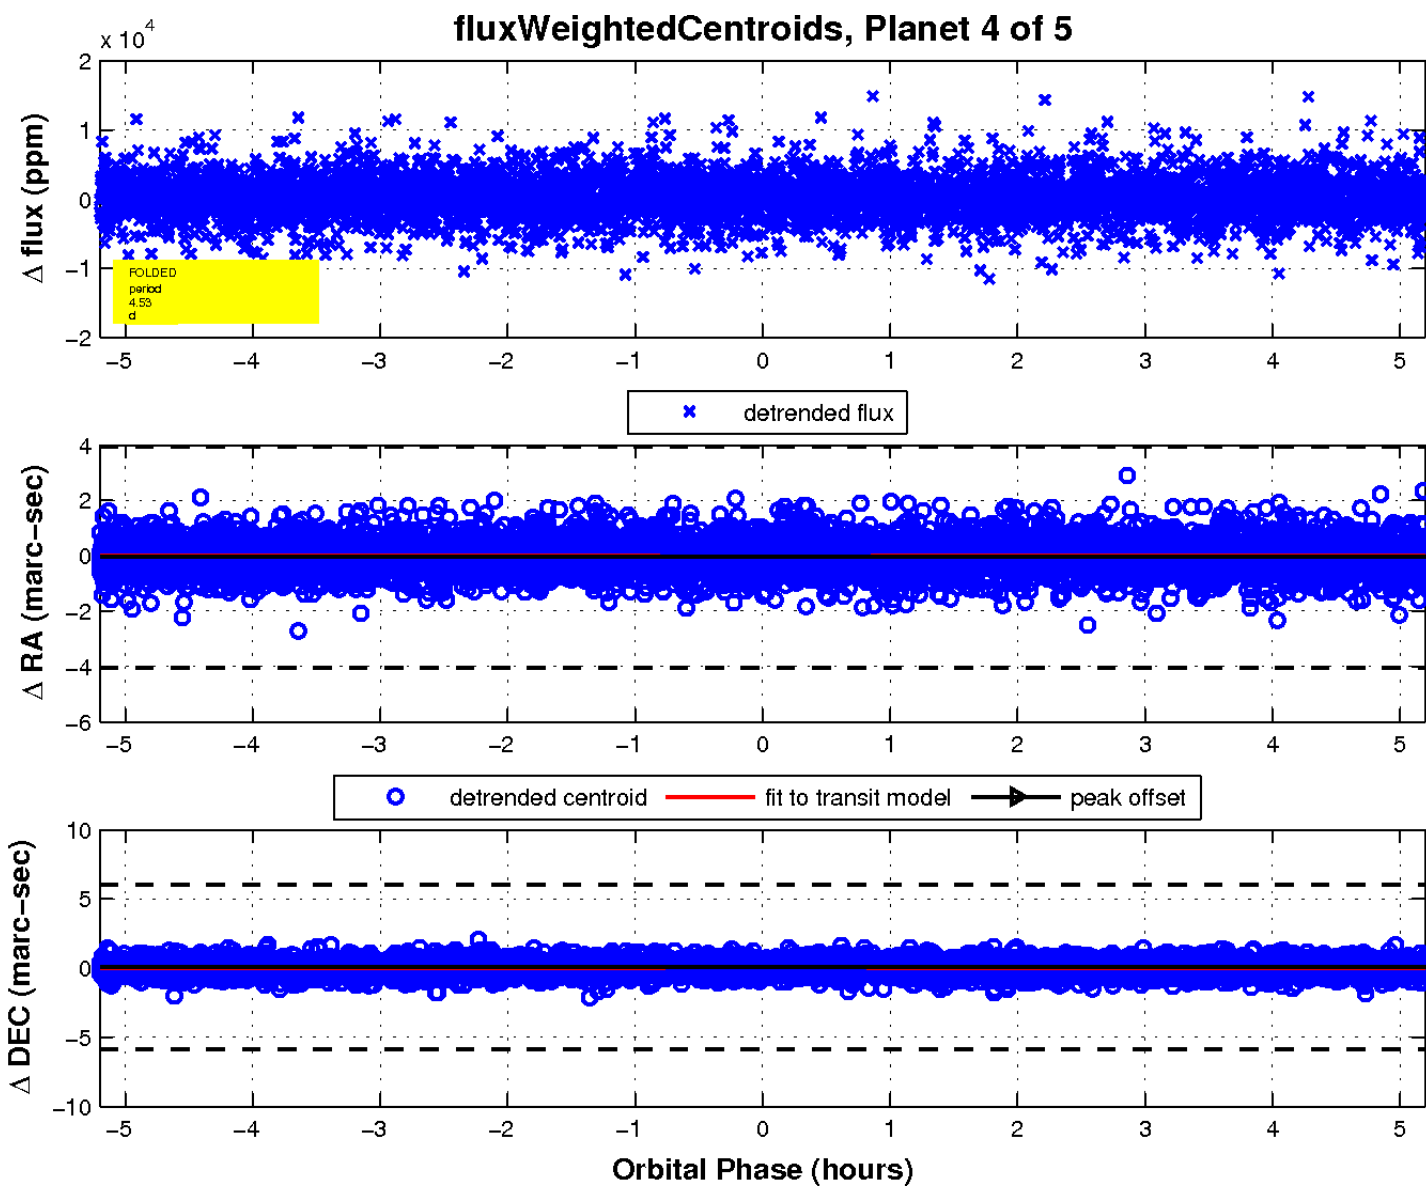 fluxWeightedCentroids, Planet 4 of 5
x 10^4
2
1
0
−1
−2
Δ flux (ppm)
FOLDED
period
4.53
d
−5 −4 −3 −2 −1 0 1 2 3 4 5
× detrended flux
4
2
0
−2
−4
−6
Δ RA (marc−sec)
−5 −4 −3 −2 −1 0 1 2 3 4 5
detrended centroid fit to transit model peak offset
10
5
0
−5
−10
Δ DEC (marc−sec)
−5 −4 −3 −2 −1 0 1 2 3 4 5
Orbital Phase (hours)